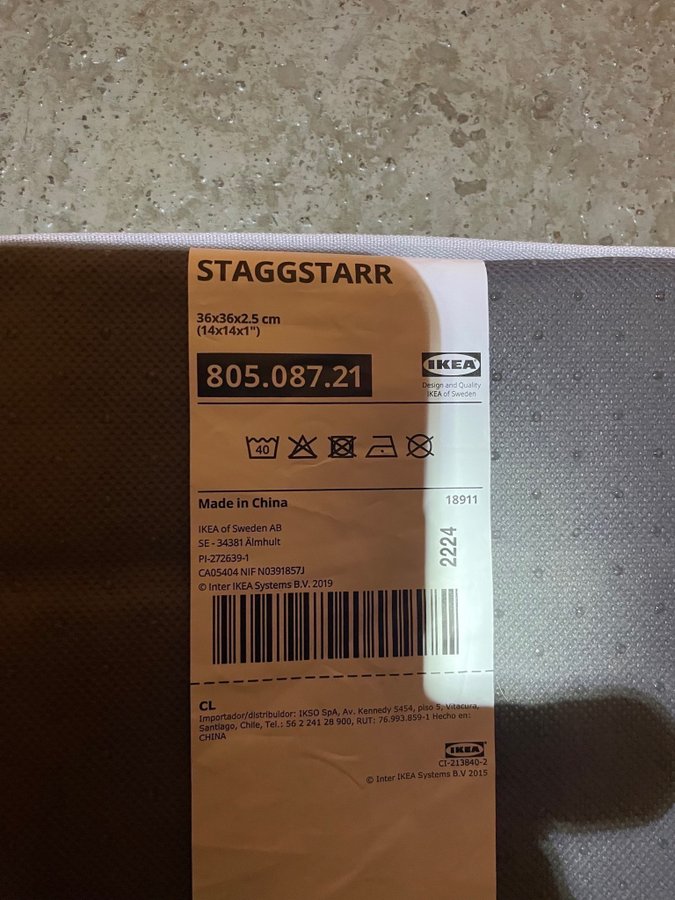 STAGGSTARR
36x36x2.5 cm
(14x14x1")
805.087.21
IKEA
Design and Quality
IKEA of Sweden
40
Made in China
18911
IKEA of Sweden AB
SE - 34381 Älmhult
PI-272639-1
CA05404 NIF N0391857J
© Inter IKEA Systems B.V. 2019
2224
CL
Importador/distribuidor: IKSO SpA, Av. Kennedy 5454, piso 5, Vitacura,
Santiago, Chile, Tel.: 56 2 241 28 900, RUT: 76.993.859-1 Hecho en:
CHINA
IKEA
CI-213840-2
© Inter IKEA Systems B.V 2015